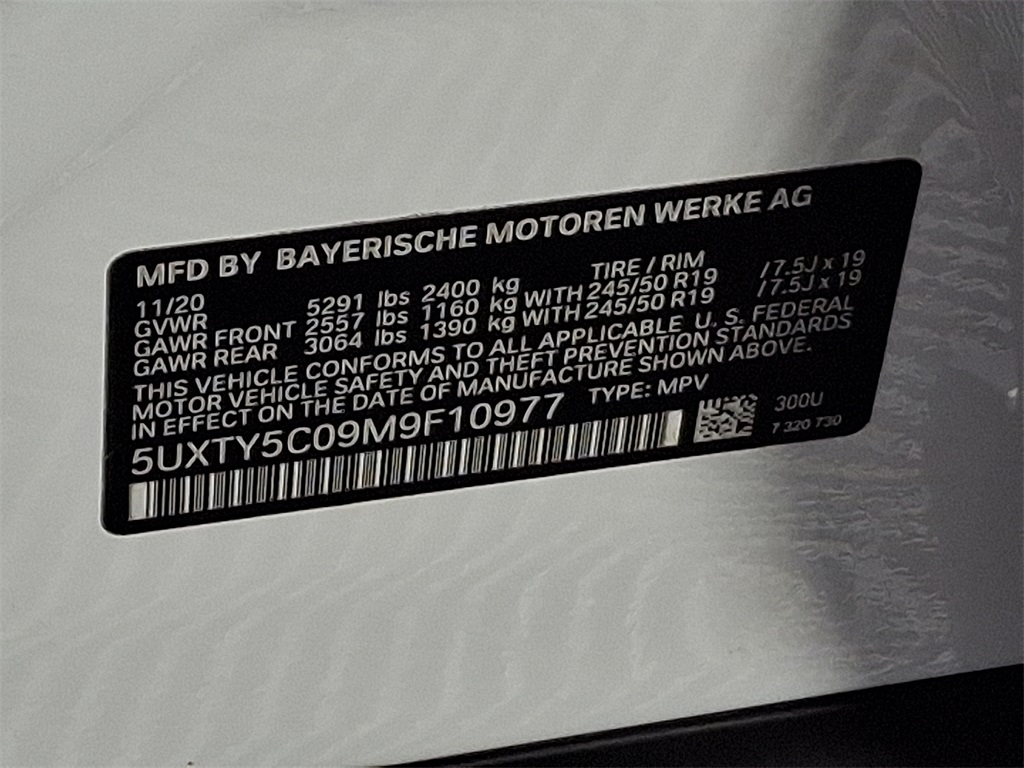 MFD BY BAYERISCHE MOTOREN WERKE AG
11/20 TIRE / RIM
GVWR 5291 lbs 2400 kg
GAWR FRONT 2557 lbs 1160 kg WITH 245/50 R19 / 7.5J x 19
GAWR REAR 3064 lbs 1390 kg WITH 245/50 R19 / 7.5J x 19
THIS VEHICLE CONFORMS TO ALL APPLICABLE U. S. FEDERAL
MOTOR VEHICLE SAFETY AND THEFT PREVENTION STANDARDS
IN EFFECT ON THE DATE OF MANUFACTURE SHOWN ABOVE.
5UXTY5C09M9F10977 TYPE: MPV
300U
7 320 730